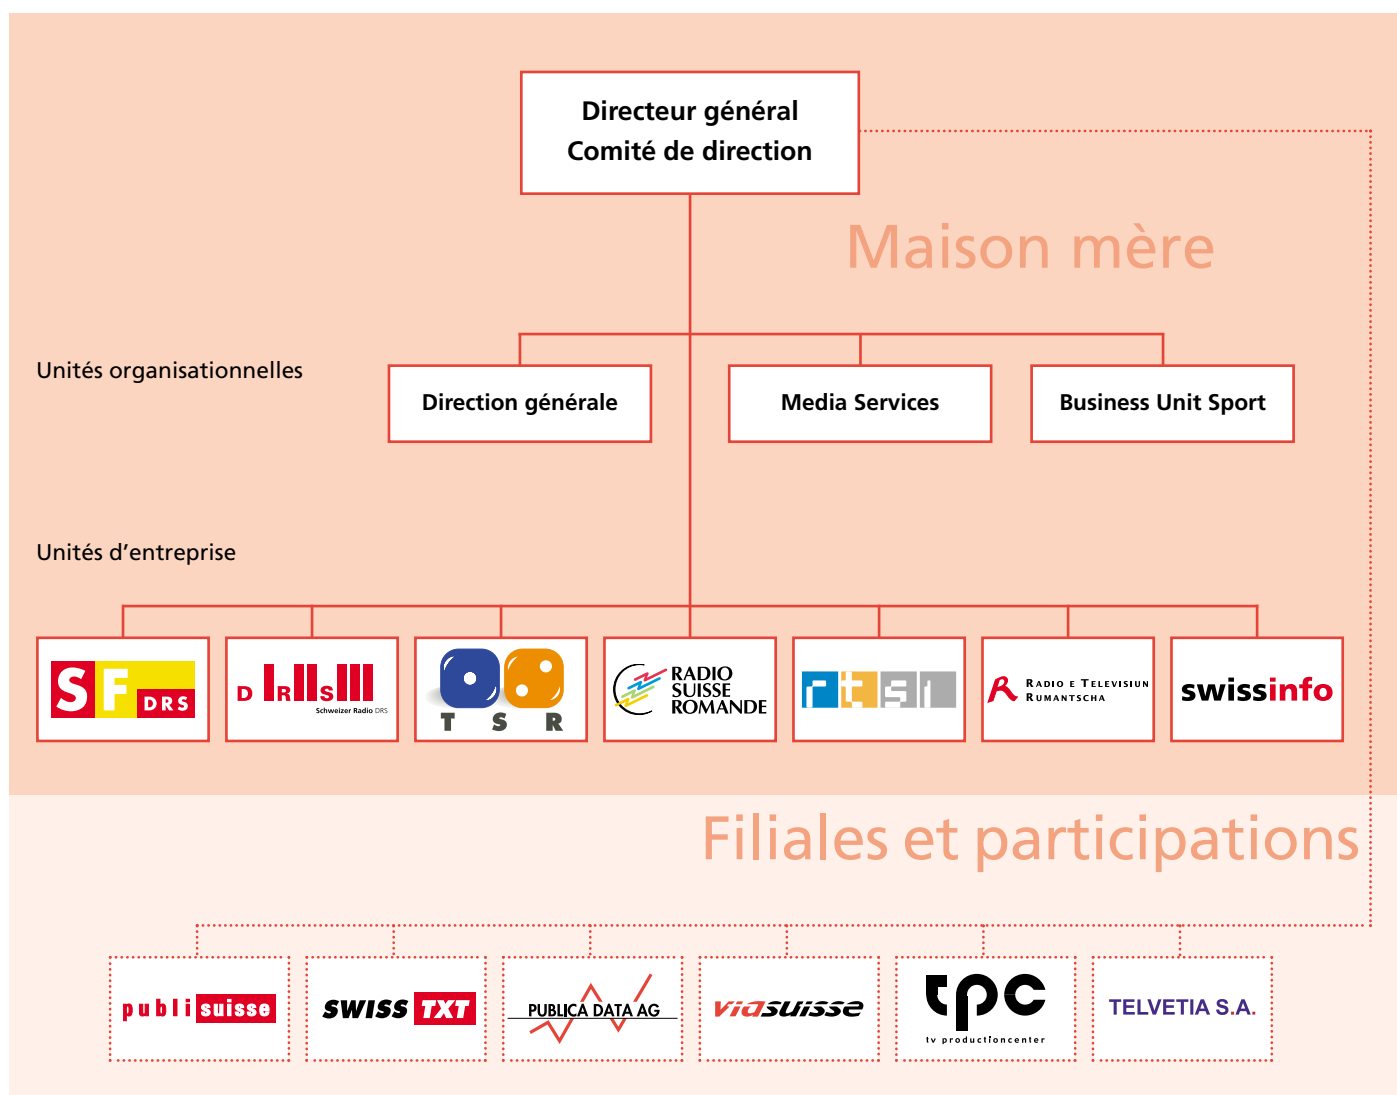 Directeur général
Comité de direction
Maison mère
Unités organisationnelles
Direction générale
Media Services
Business Unit Sport
Unités d’entreprise
SF DRS
DRS
Schweizer Radio DRS
TSR
RADIO
SUISSE
ROMANDE
rtsi
RADIO E TELEVISIUN
RUMANTSCHA
swissinfo
Filiales et participations
publisuisse
SWISS TXT
PUBLICA DATA AG
viasuisse
tpc
tv productioncenter
TELVETIA S.A.